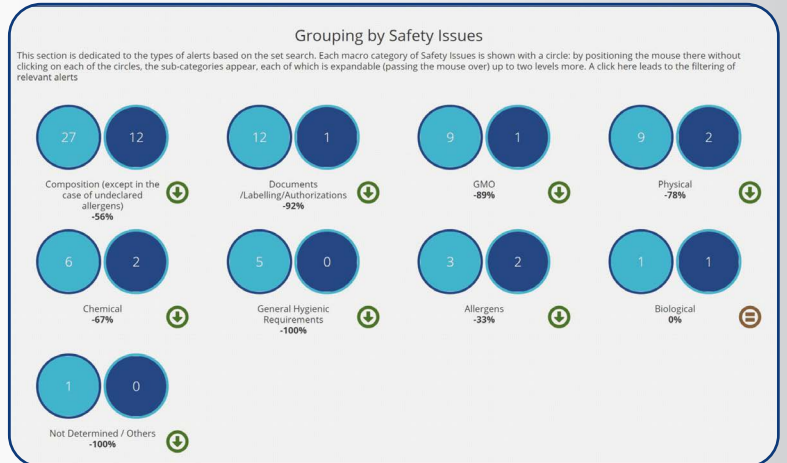 Grouping by Safety Issues
This section is dedicated to the types of alerts based on the set search. Each macro category of Safety Issues is shown with a circle: by positioning the mouse there without
clicking on each of the circles, the sub-categories appear, each of which is expandable (passing the mouse over) up to two levels more. A click here leads to the filtering of
relevant alerts
27 12
Composition (except in the
case of undeclared
allergens)
-56%
12 1
Documents
/Labelling/Authorizations
-92%
9 1
GMO
-89%
9 2
Physical
-78%
6 2
Chemical
-67%
5 0
General Hygienic
Requirements
-100%
3 2
Allergens
-33%
1 1
Biological
0%
1 0
Not Determined / Others
-100%